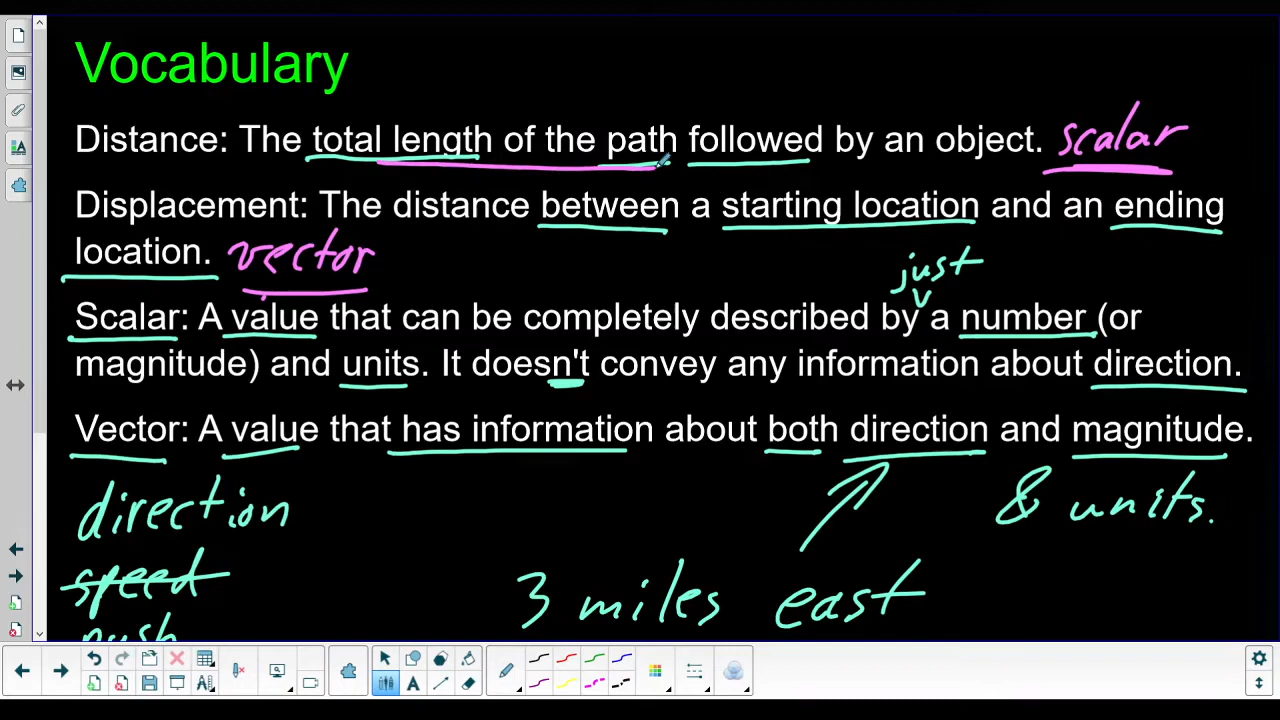 Vocabulary
Distance: The total length of the path followed by an object. scalar
Displacement: The distance between a starting location and an ending
location. vector
just
Scalar: A value that can be completely described by a number (or
magnitude) and units. It doesn't convey any information about direction.
Vector: A value that has information about both direction and magnitude.
direction
& units.
speed
3 miles east
push